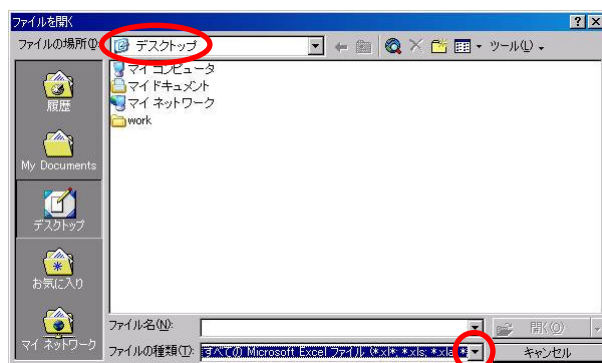 ファイルを開く
ファイルの場所(I): デスクトップ
ツール(L)
マイ コンピュータ
マイ ドキュメント
マイ ネットワーク
work
履歴
My Documents
デスクトップ
お気に入り
マイ ネットワーク
ファイル名(N):
開く(O)
ファイルの種類(T): すべての Microsoft Excel ファイル (*.xl*; *.xls; *.xla
キャンセル